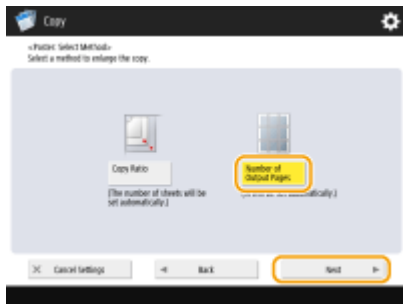 Copy
<Poster: Select Method>
Select a method to enlarge the copy.
Copy Ratio
Number of
Output Pages
(The number of sheets will be
set automatically.)
automatically.)
Cancel Settings
Back
Next